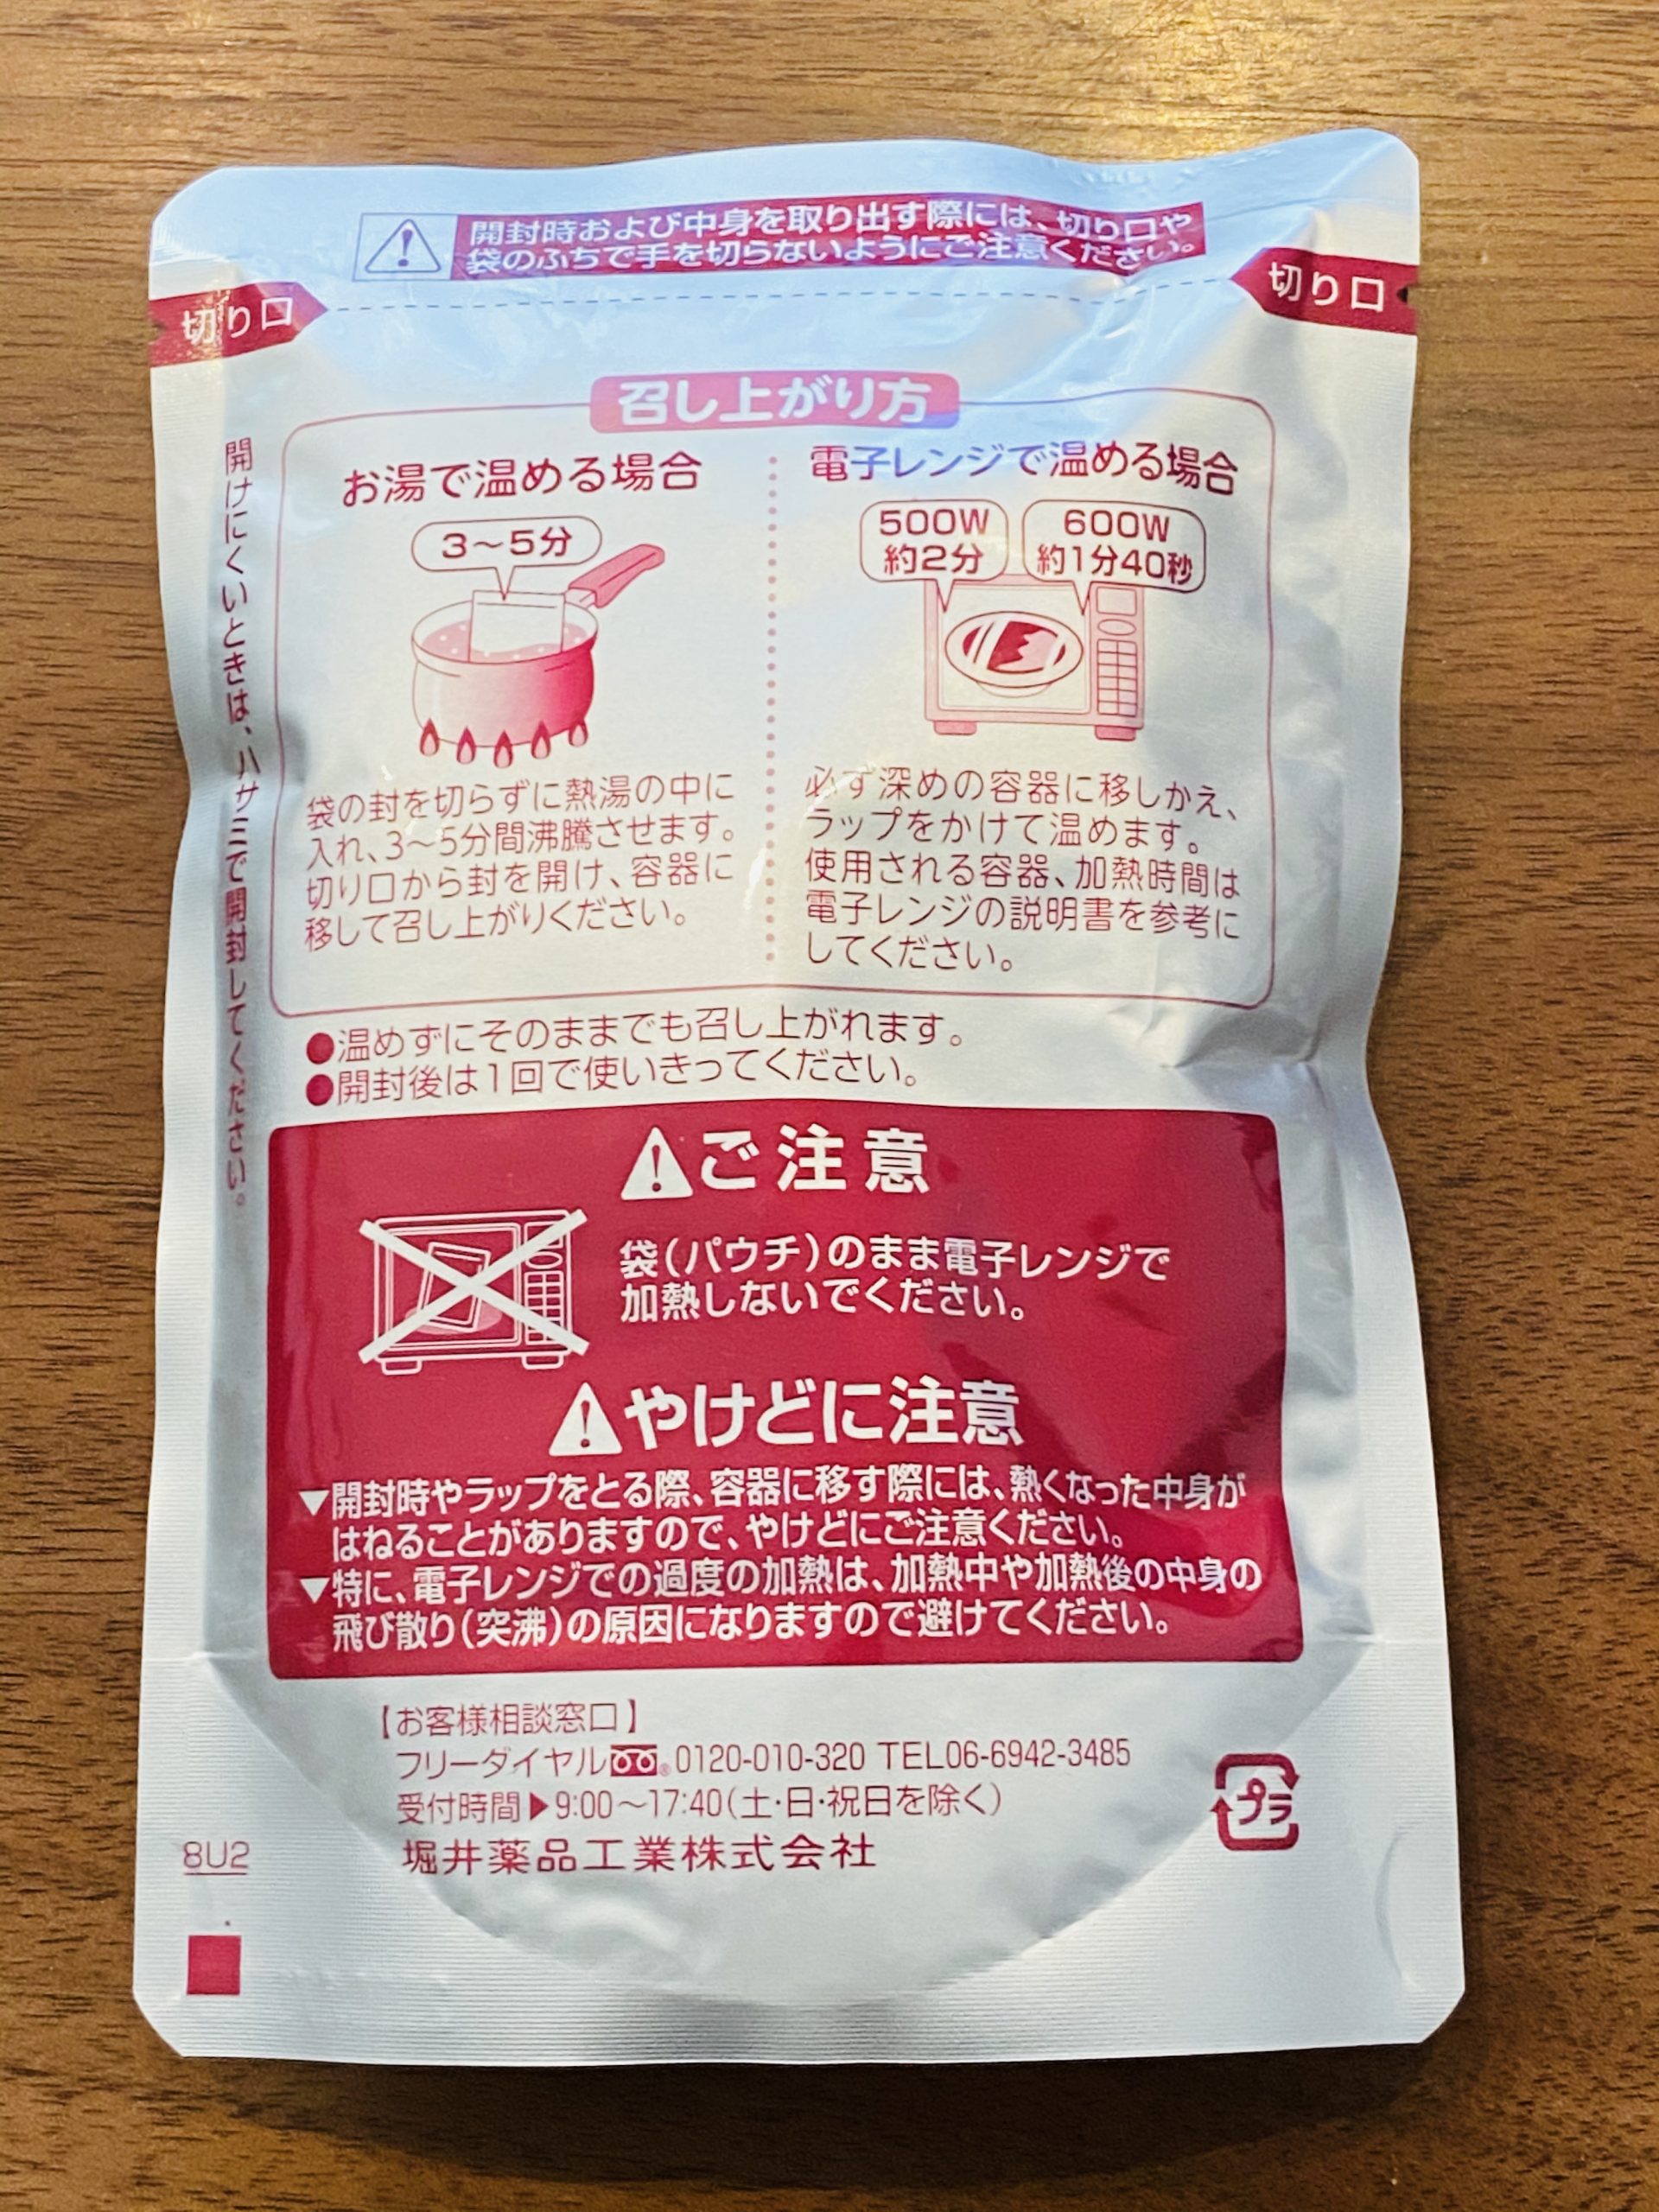 開封時および中身を取り出す際には、切り口や
袋のふちで手を切らないようにご注意ください。
切り口
切り口
開けにくいときは、ハサミで開封してください。
召し上がり方
お湯で温める場合
3〜5分
袋の封を切らずに熱湯の中に
入れ、3〜5分間沸騰させます。
切り口から封を開け、容器に
移して召し上がりください。
電子レンジで温める場合
500W
約2分
600W
約1分40秒
必ず深めの容器に移しかえ、
ラップをかけて温めます。
使用される容器、加熱時間は
電子レンジの説明書を参考に
してください。
●温めずにそのままでも召し上がれます。
●開封後は1回で使いきってください。
ご注意
袋(パウチ)のまま電子レンジで
加熱しないでください。
やけどに注意
▼開封時やラップをとる際、容器に移す際には、熱くなった中身が
はねることがありますので、やけどにご注意ください。
▼特に、電子レンジでの過度の加熱は、加熱中や加熱後の中身の
飛び散り(突沸)の原因になりますので避けてください。
【お客様相談窓口】
フリーダイヤル 0120-010-320 TEL06-6942-3485
受付時間▶9:00〜17:40(土・日・祝日を除く)
堀井薬品工業株式会社
プラ
8U2